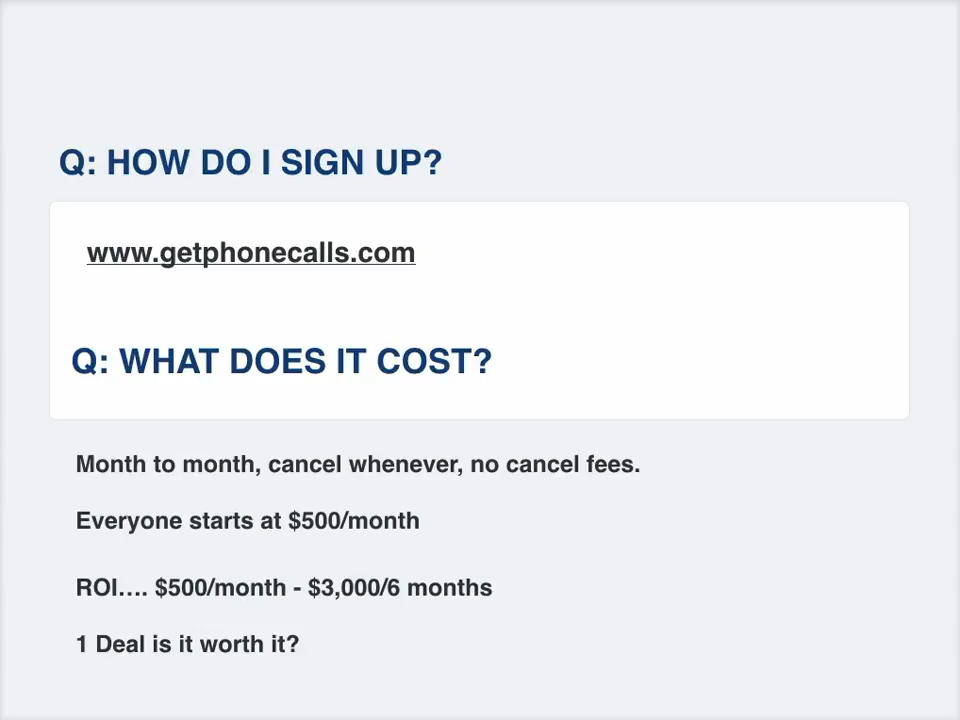 Q: HOW DO I SIGN UP?
www.getphonecalls.com
Q: WHAT DOES IT COST?
Month to month, cancel whenever, no cancel fees.
Everyone starts at $500/month
ROI…. $500/month - $3,000/6 months
1 Deal is it worth it?